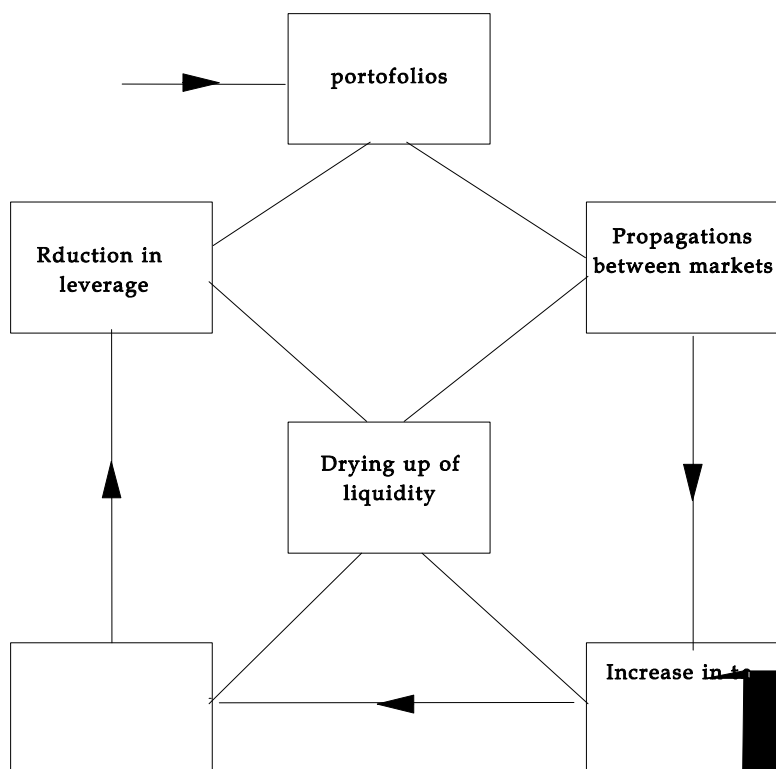 portofolios
Rduction in
leverage
Propagations
between markets
Drying up of
liquidity
Increase in